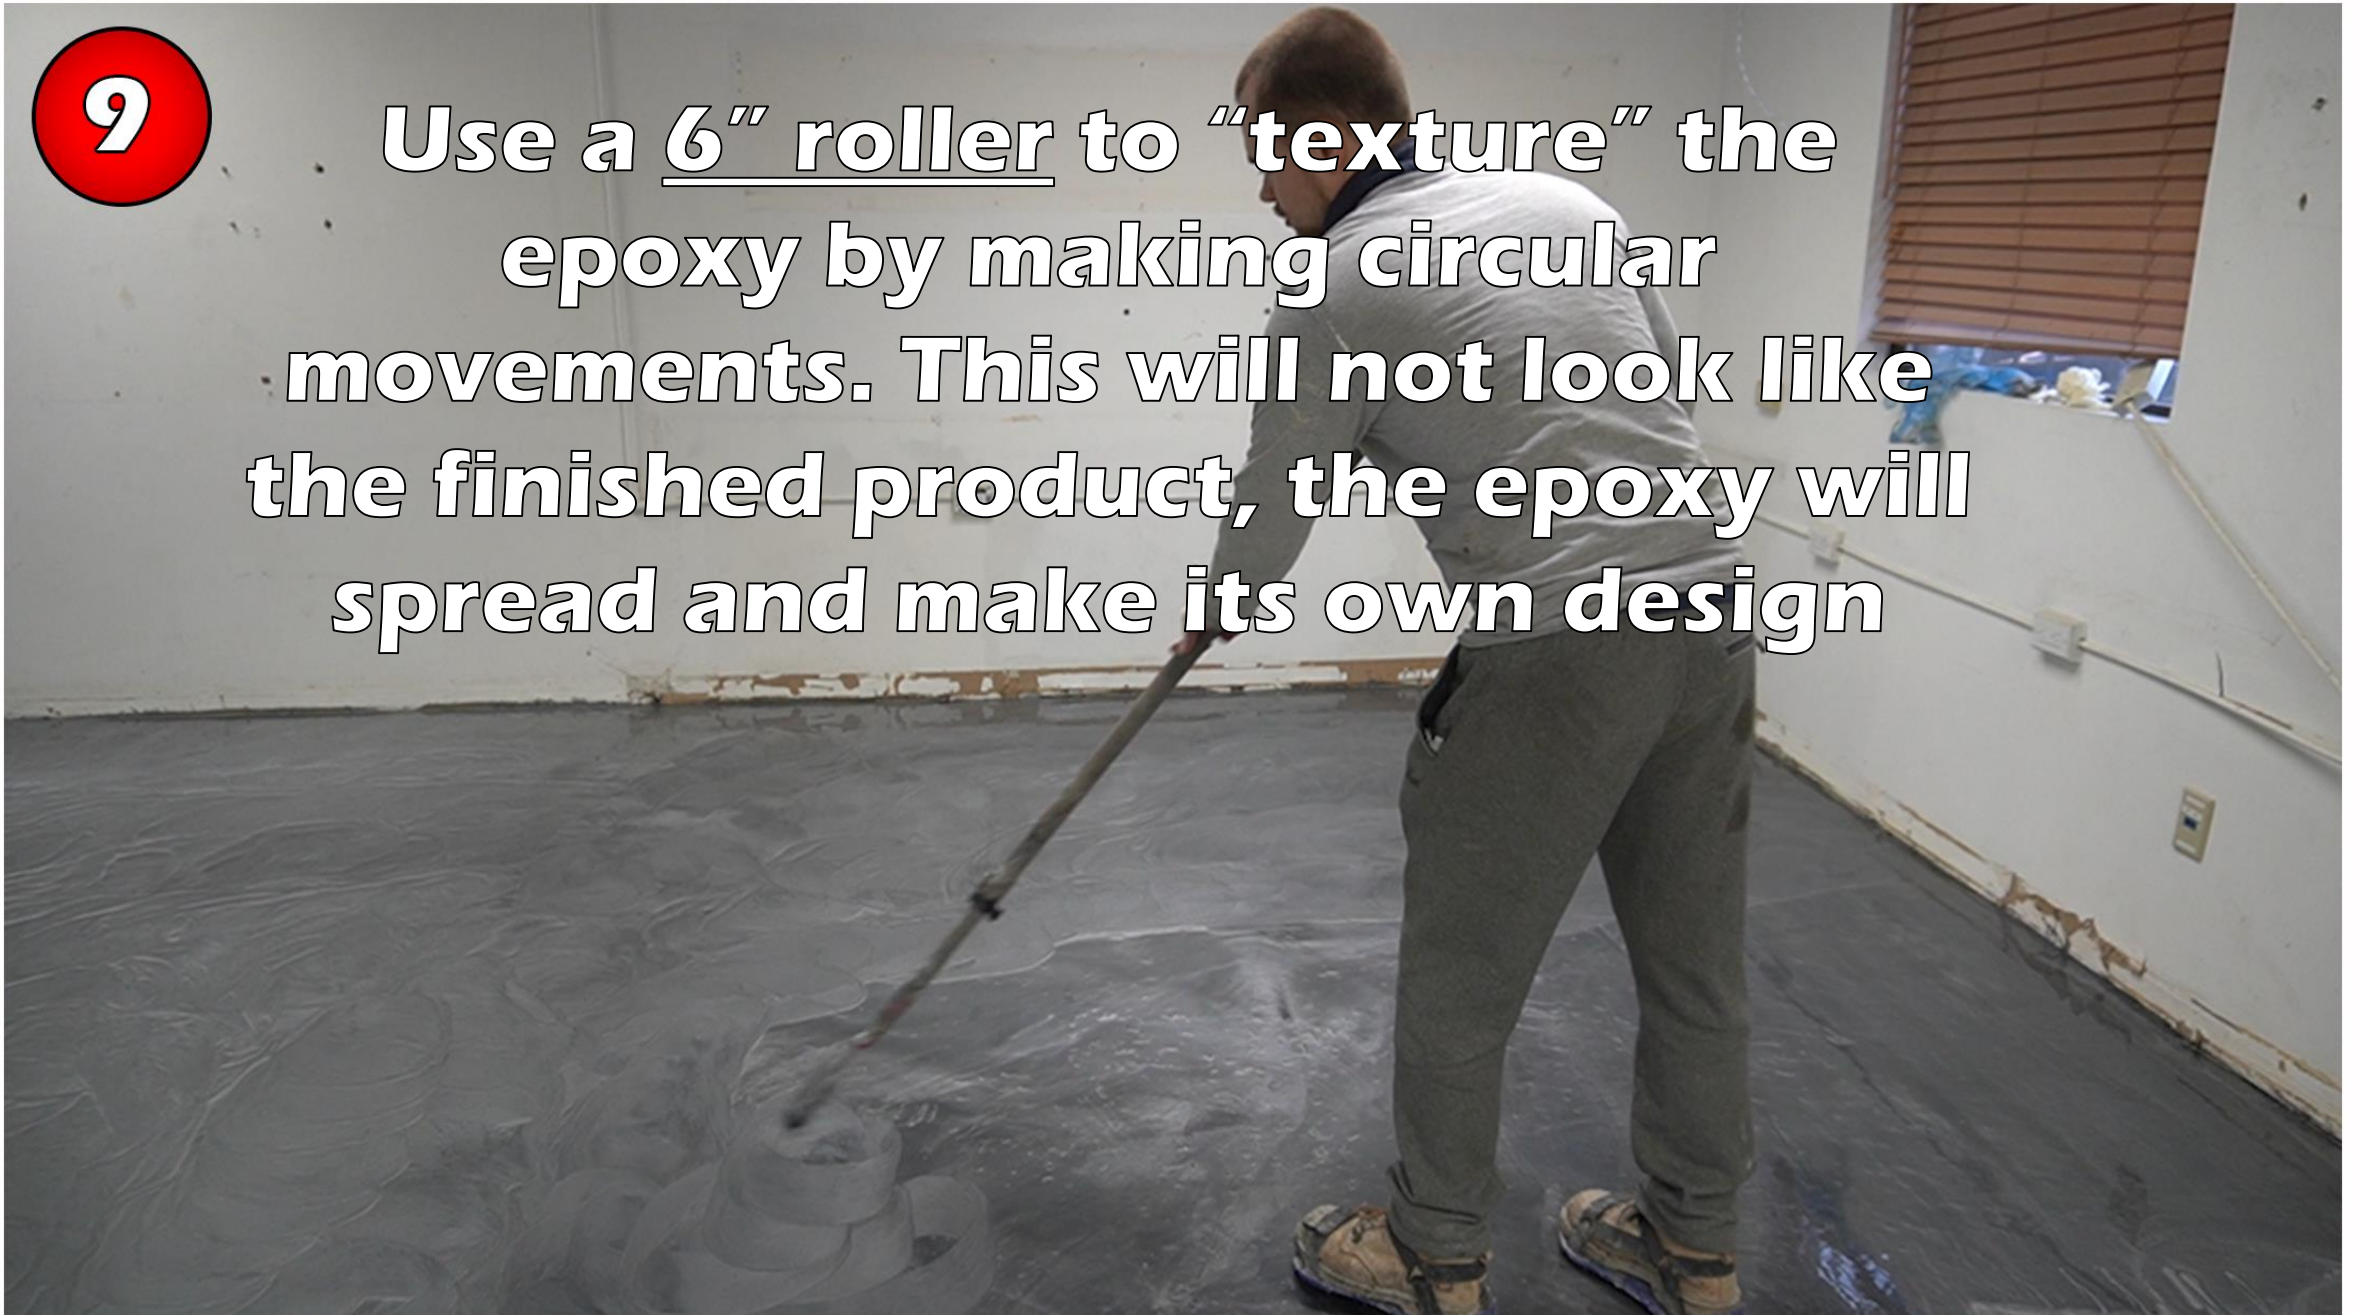 9
Use a 6” roller to “texture” the
epoxy by making circular
movements. This will not look like
the finished product, the epoxy will
spread and make its own design